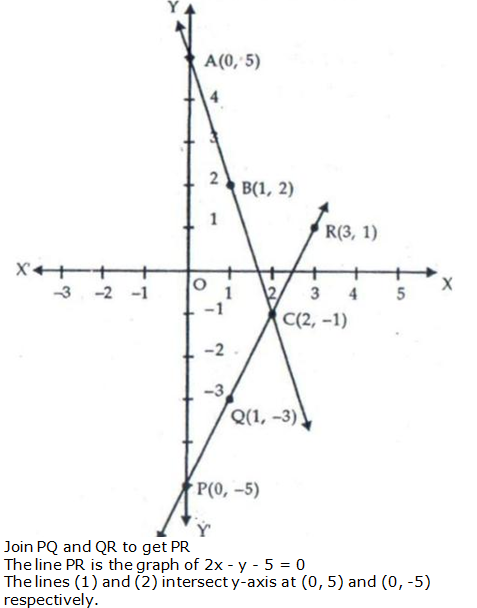 Y
A(0, 5)
4
3
2
B(1, 2)
1
R(3, 1)
X'
X
-3 -2 -1 O 1 2 3 4 5
-1
C(2, -1)
-2
-3
Q(1, -3)
P(0, -5)
Y'
Join PQ and QR to get PR
The line PR is the graph of 2x - y - 5 = 0
The lines (1) and (2) intersect y-axis at (0, 5) and (0, -5)
respectively.